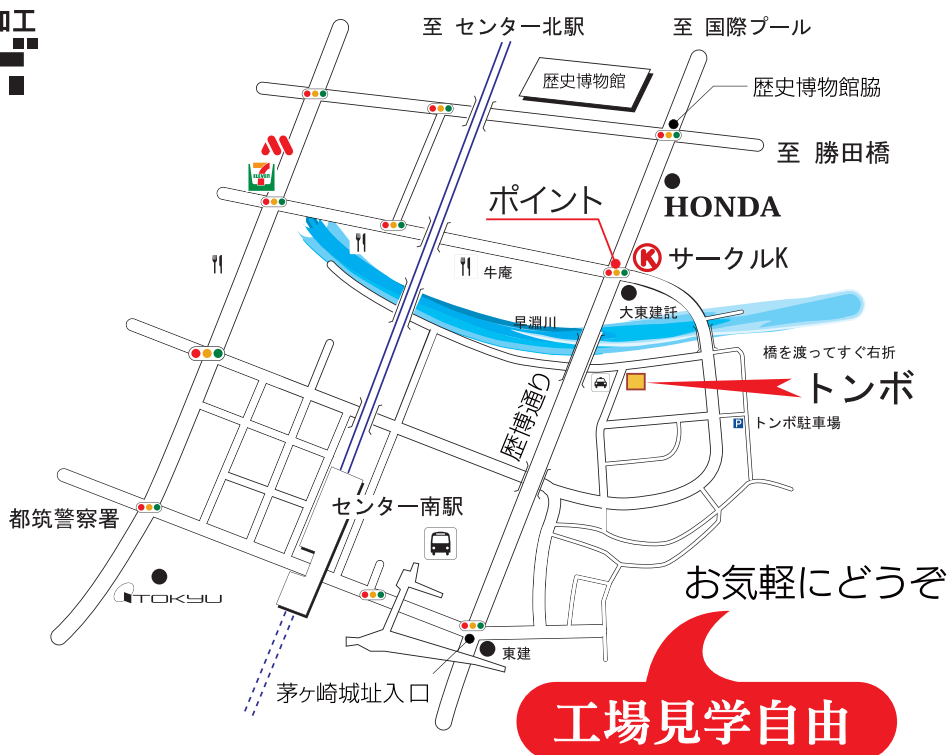 加工
至 センター北駅
至 国際プール
歴史博物館
歴史博物館脇
至 勝田橋
7
ELEVEN
ポイント
HONDA
K サークルK
牛庵
大東建託
早淵川
橋を渡ってすぐ右折
トンボ
歴博通り
P トンボ駐車場
センター南駅
都筑警察署
TOKYU
お気軽にどうぞ
東建
茅ヶ崎城址入口
工場見学自由